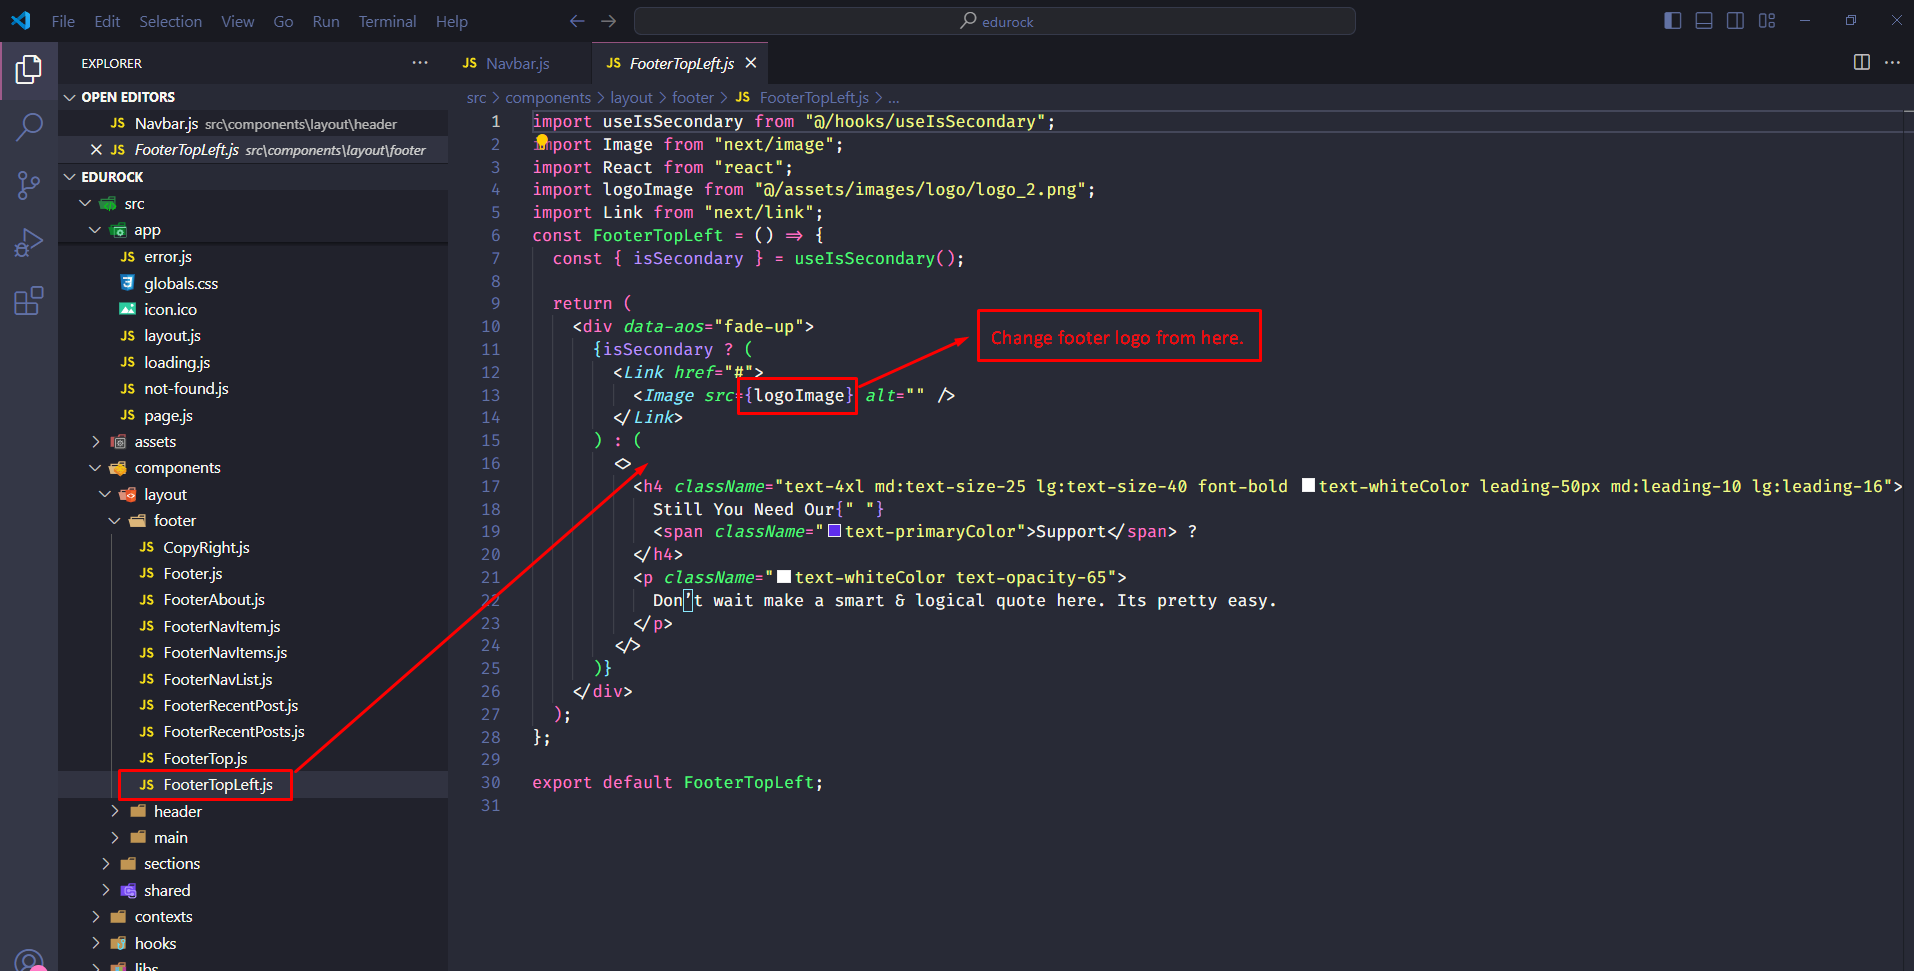 File Edit Selection View Go Run Terminal Help
edurock
EXPLORER
OPEN EDITORS
JS Navbar.js src\components\layout\header
JS FooterTopLeft.js src\components\layout\footer
EDUROCK
src
app
JS error.js
globals.css
icon.ico
JS layout.js
JS loading.js
JS not-found.js
JS page.js
assets
components
layout
footer
JS CopyRight.js
JS Footer.js
JS FooterAbout.js
JS FooterNavItem.js
JS FooterNavItems.js
JS FooterNavList.js
JS FooterRecentPost.js
JS FooterRecentPosts.js
JS FooterTop.js
JS FooterTopLeft.js
header
main
sections
shared
contexts
hooks
libs
JS Navbar.js JS FooterTopLeft.js
src > components > layout > footer > JS FooterTopLeft.js > ...
1 import useIsSecondary from "@/hooks/useIsSecondary";
2 import Image from "next/image";
3 import React from "react";
4 import logoImage from "@/assets/images/logo/logo_2.png";
5 import Link from "next/link";
6 const FooterTopLeft = () => {
7 const { isSecondary } = useIsSecondary();
8
9 return (
10 <div data-aos="fade-up">
11 {isSecondary ? (
12 <Link href="#">
13 <Image src={logoImage} alt="" />
14 </Link>
15 ) : (
16 <>
17 <h4 className="text-4xl md:text-size-25 lg:text-size-40 font-bold text-whiteColor leading-50px md:leading-10 lg:leading-16">
18 Still You Need Our{" "}
19 <span className="text-primaryColor">Support</span> ?
20 </h4>
21 <p className="text-whiteColor text-opacity-65">
22 Don’t wait make a smart & logical quote here. Its pretty easy.
23 </p>
24 </>
25 )}
26 </div>
27 );
28 };
29
30 export default FooterTopLeft;
31
Change footer logo from here.